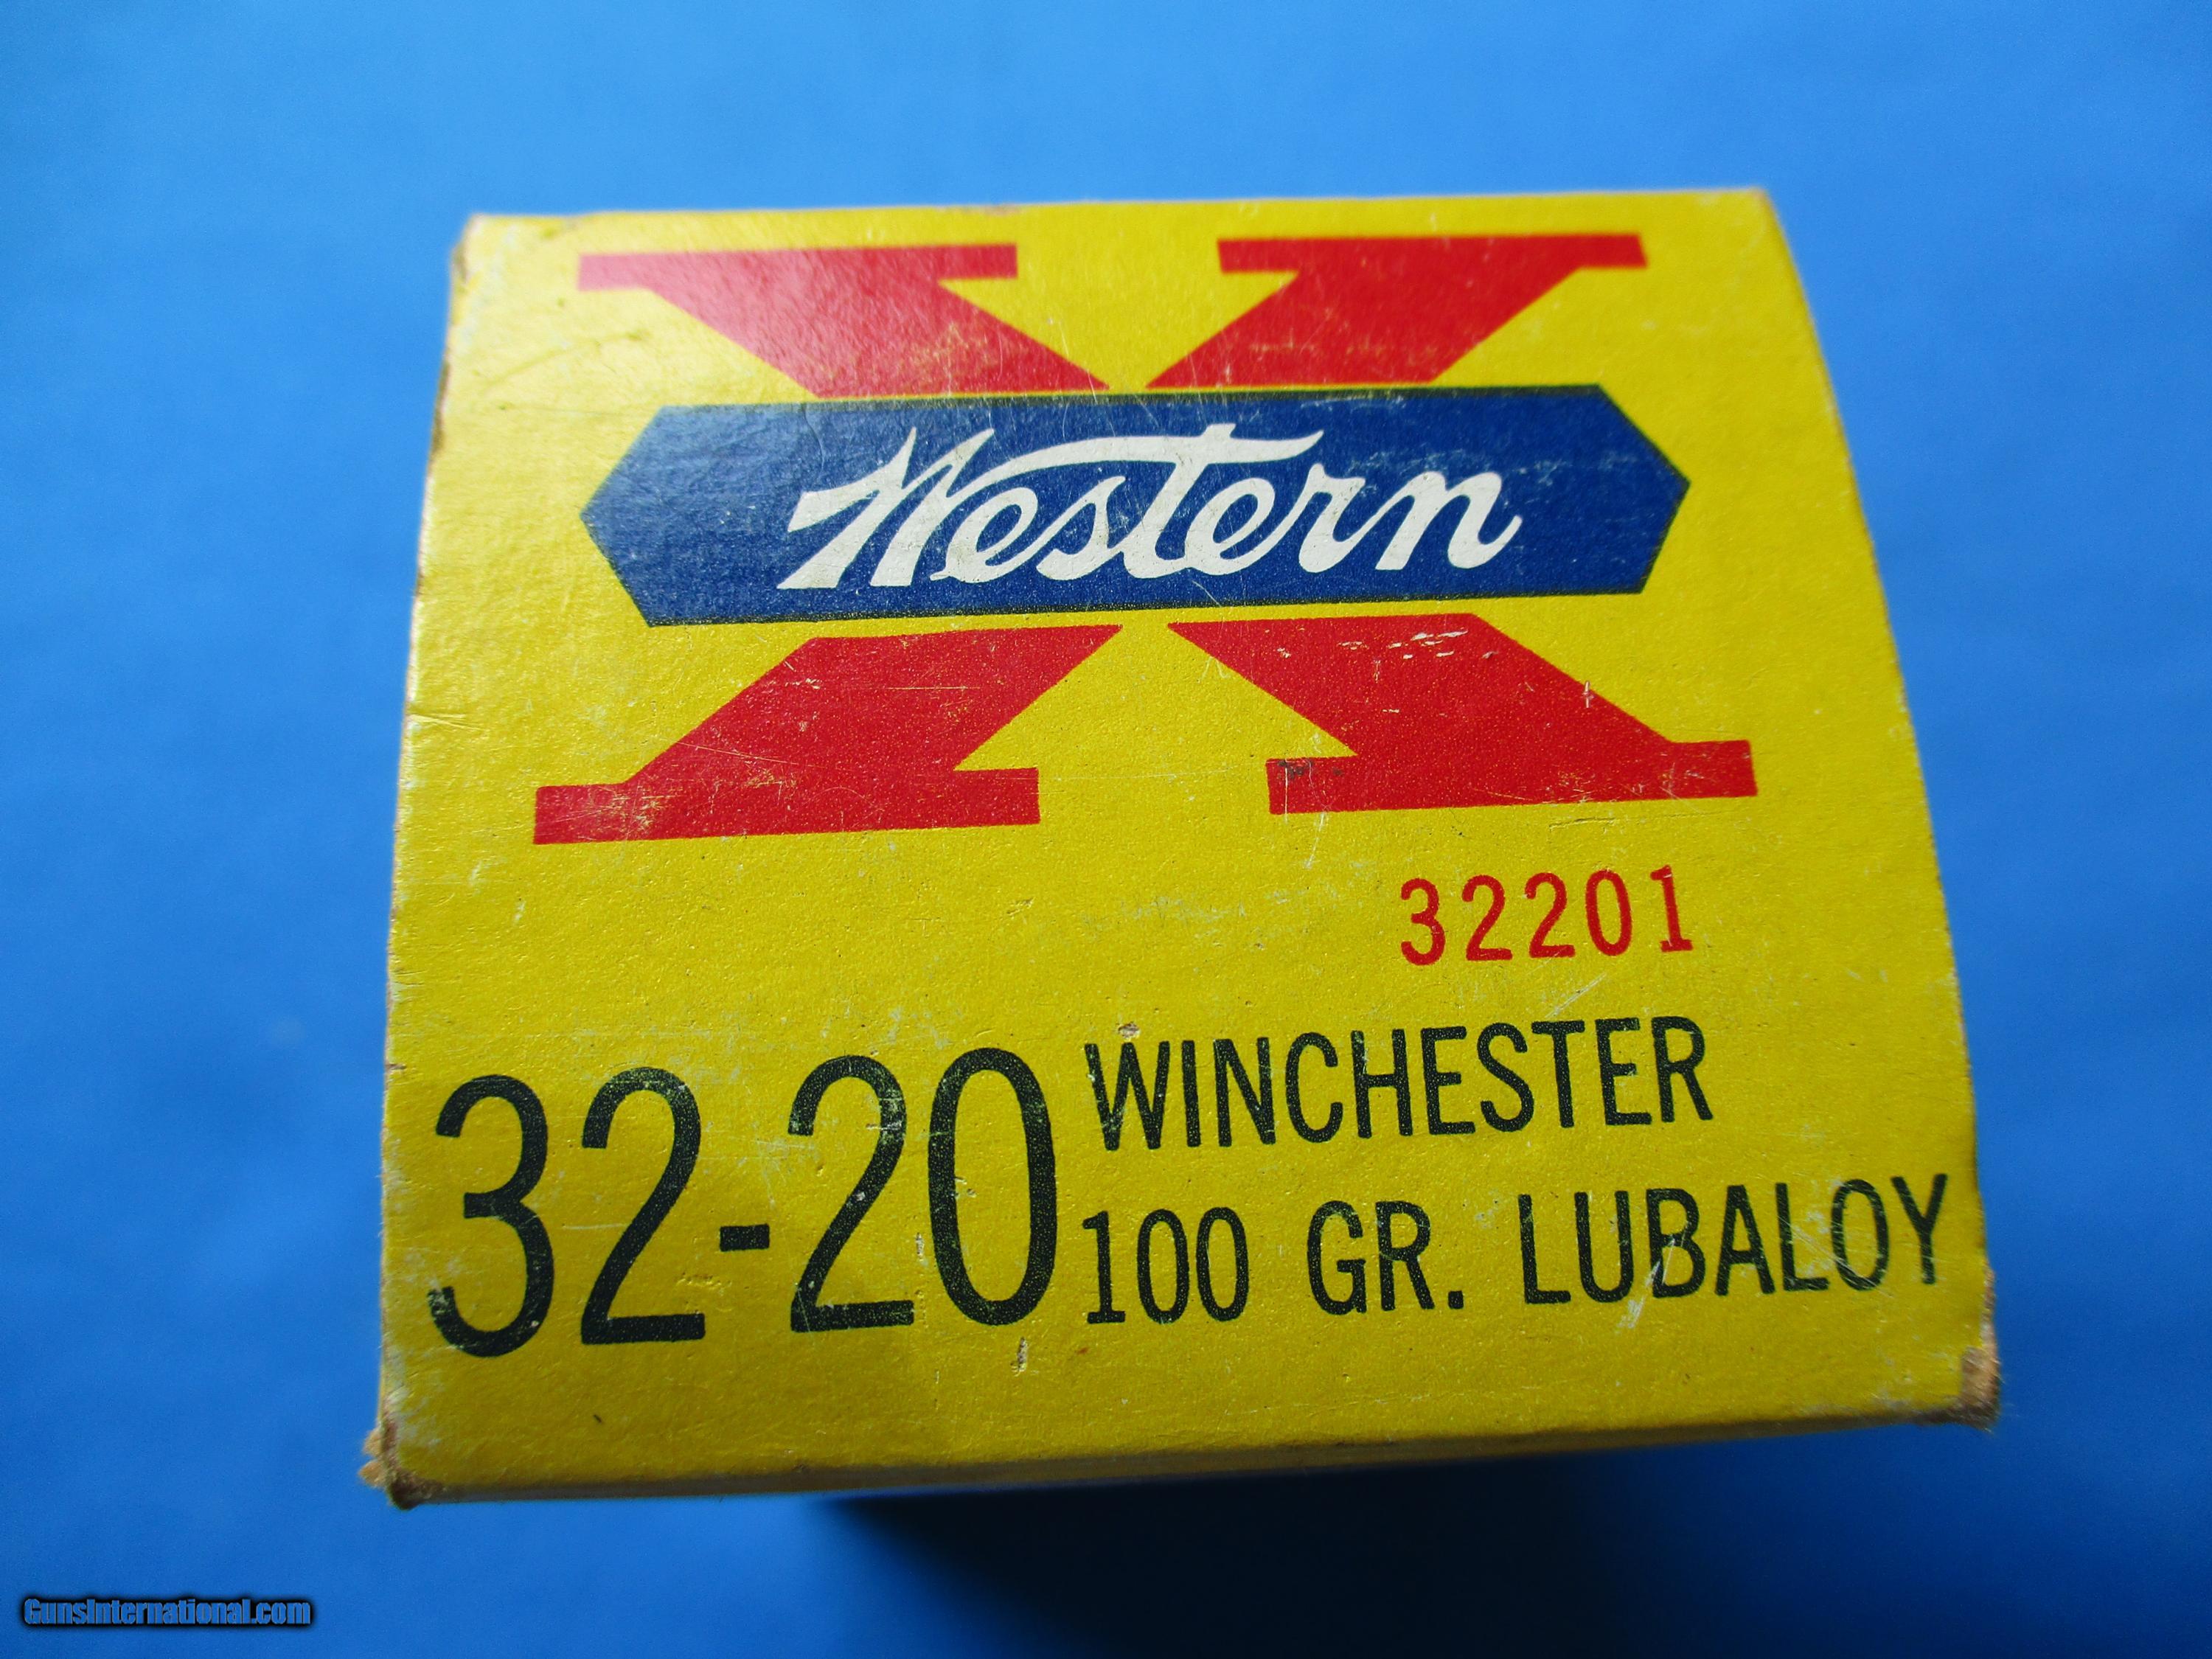 X
Western
32201
32-20 WINCHESTER
100 GR. LUBALOY
GunsInternational.com